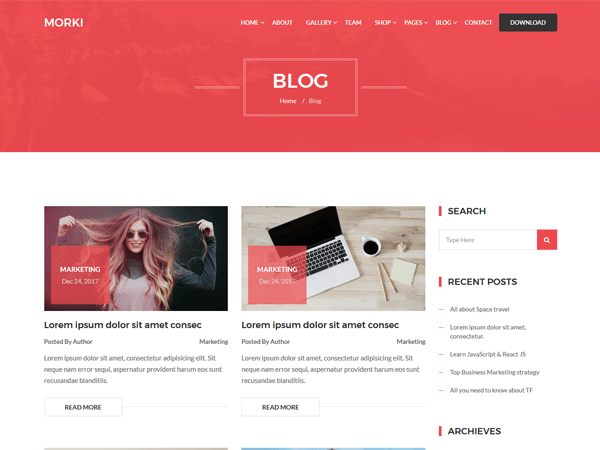 MORKI
HOME ABOUT GALLERY TEAM SHOP PAGES BLOG CONTACT DOWNLOAD
BLOG
Home / Blog
MARKETING
Dec 24, 2017
Lorem ipsum dolor sit amet consec
Posted By Author Marketing
Lorem ipsum dolor sit amet, consectetur adipisicing elit. Sit
neque nam error sequi, aspernatur provident harum eos sunt
recusandae blanditiis.
READ MORE
MARKETING
Dec 24, 2017
Lorem ipsum dolor sit amet consec
Posted By Author Marketing
Lorem ipsum dolor sit amet, consectetur adipisicing elit. Sit
neque nam error sequi, aspernatur provident harum eos sunt
recusandae blanditiis.
READ MORE
SEARCH
Type Here
RECENT POSTS
All about Space travel
Lorem ipsum dolor sit amet,
consectetur.
Learn JavaScript & React JS
Top Business Marketing strategy
All you need to know about TF
ARCHIEVES